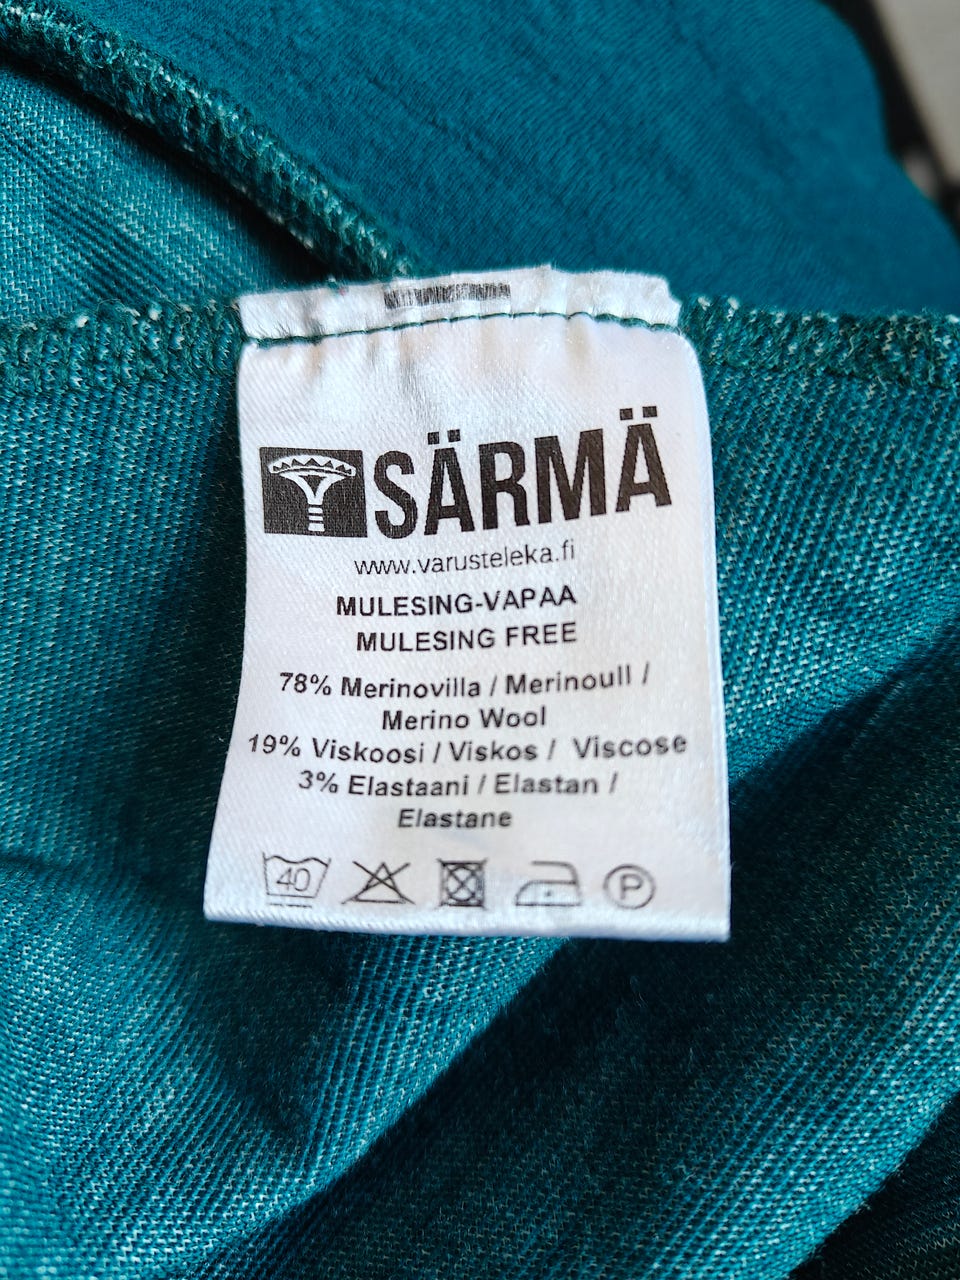 SÄRMÄ
www.varusteleka.fi
MULESING-VAPAA
MULESING FREE
78% Merinovilla / Merinoull /
Merino Wool
19% Viskoosi / Viskos / Viscose
3% Elastaani / Elastan /
Elastane
40
P